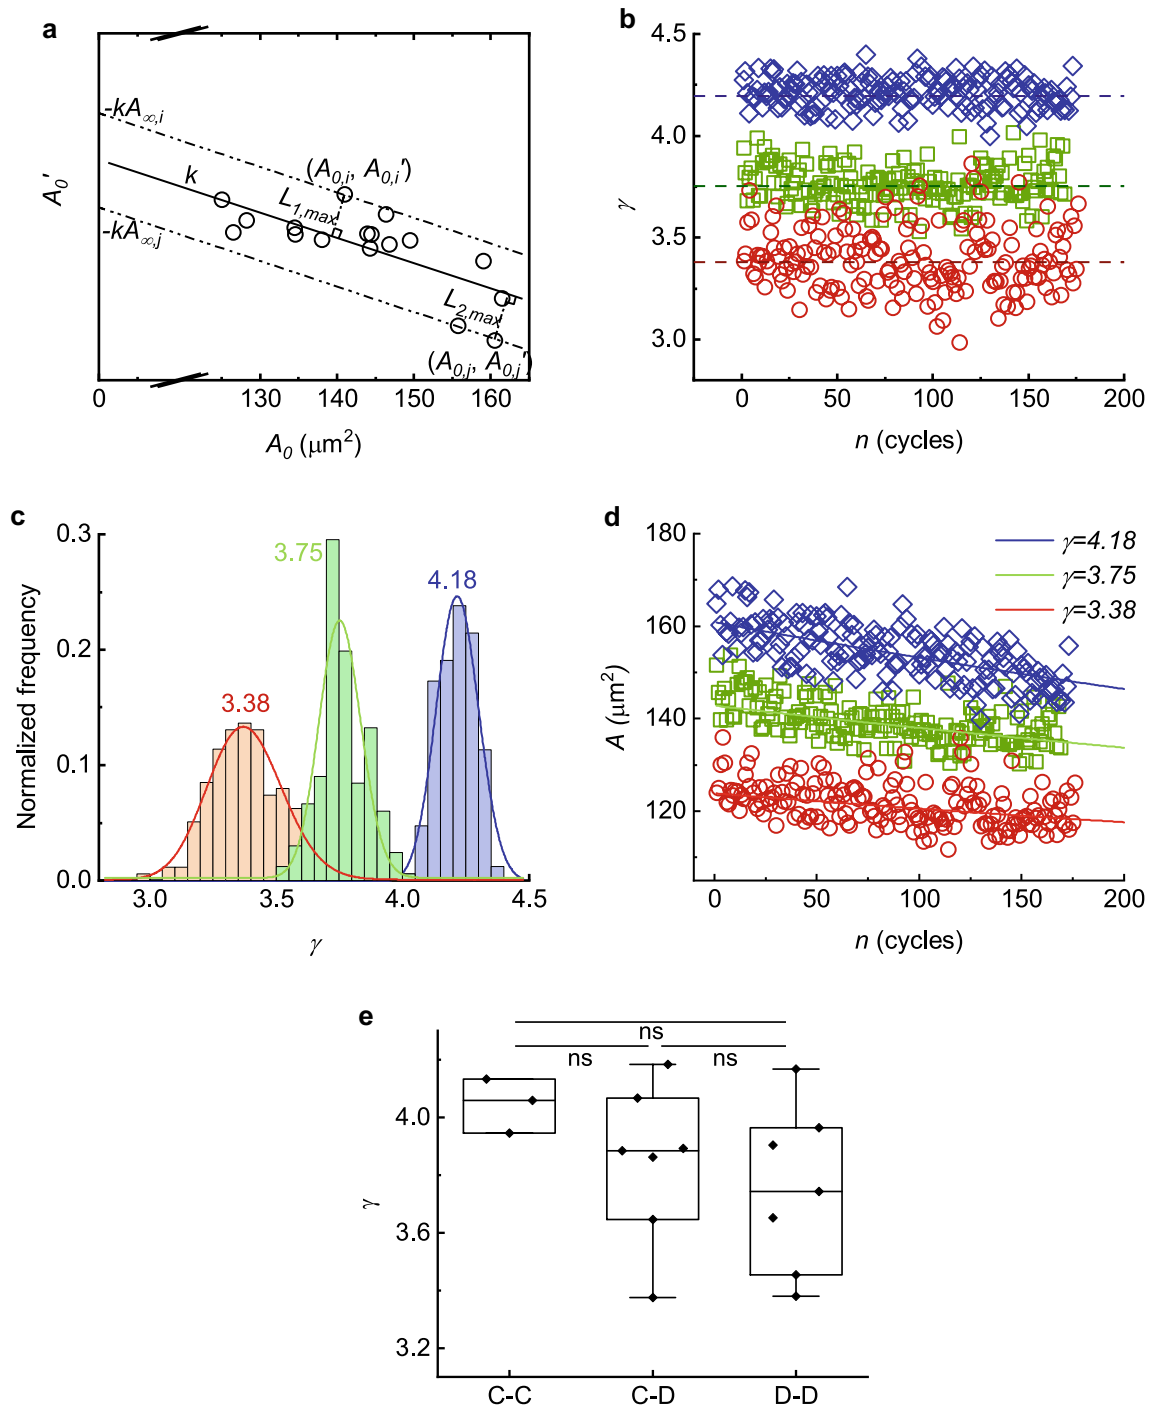 a
-kA∞,i
(A0,i, A0,i')
k
L1,max
-kA∞,j
L2,max
(A0,j, A0,j')
A0'
0 130 140 150 160
A0 (μm²)
b
4.5
4.0
3.5
3.0
γ
0 50 100 150 200
n (cycles)
c
0.3
0.2
0.1
0.0
Normalized frequency
3.38
3.75
4.18
3.0 3.5 4.0 4.5
γ
d
180
160
140
120
A (μm²)
γ=4.18
γ=3.75
γ=3.38
0 50 100 150 200
n (cycles)
e
ns
ns ns
4.0
3.6
3.2
γ
C-C C-D D-D